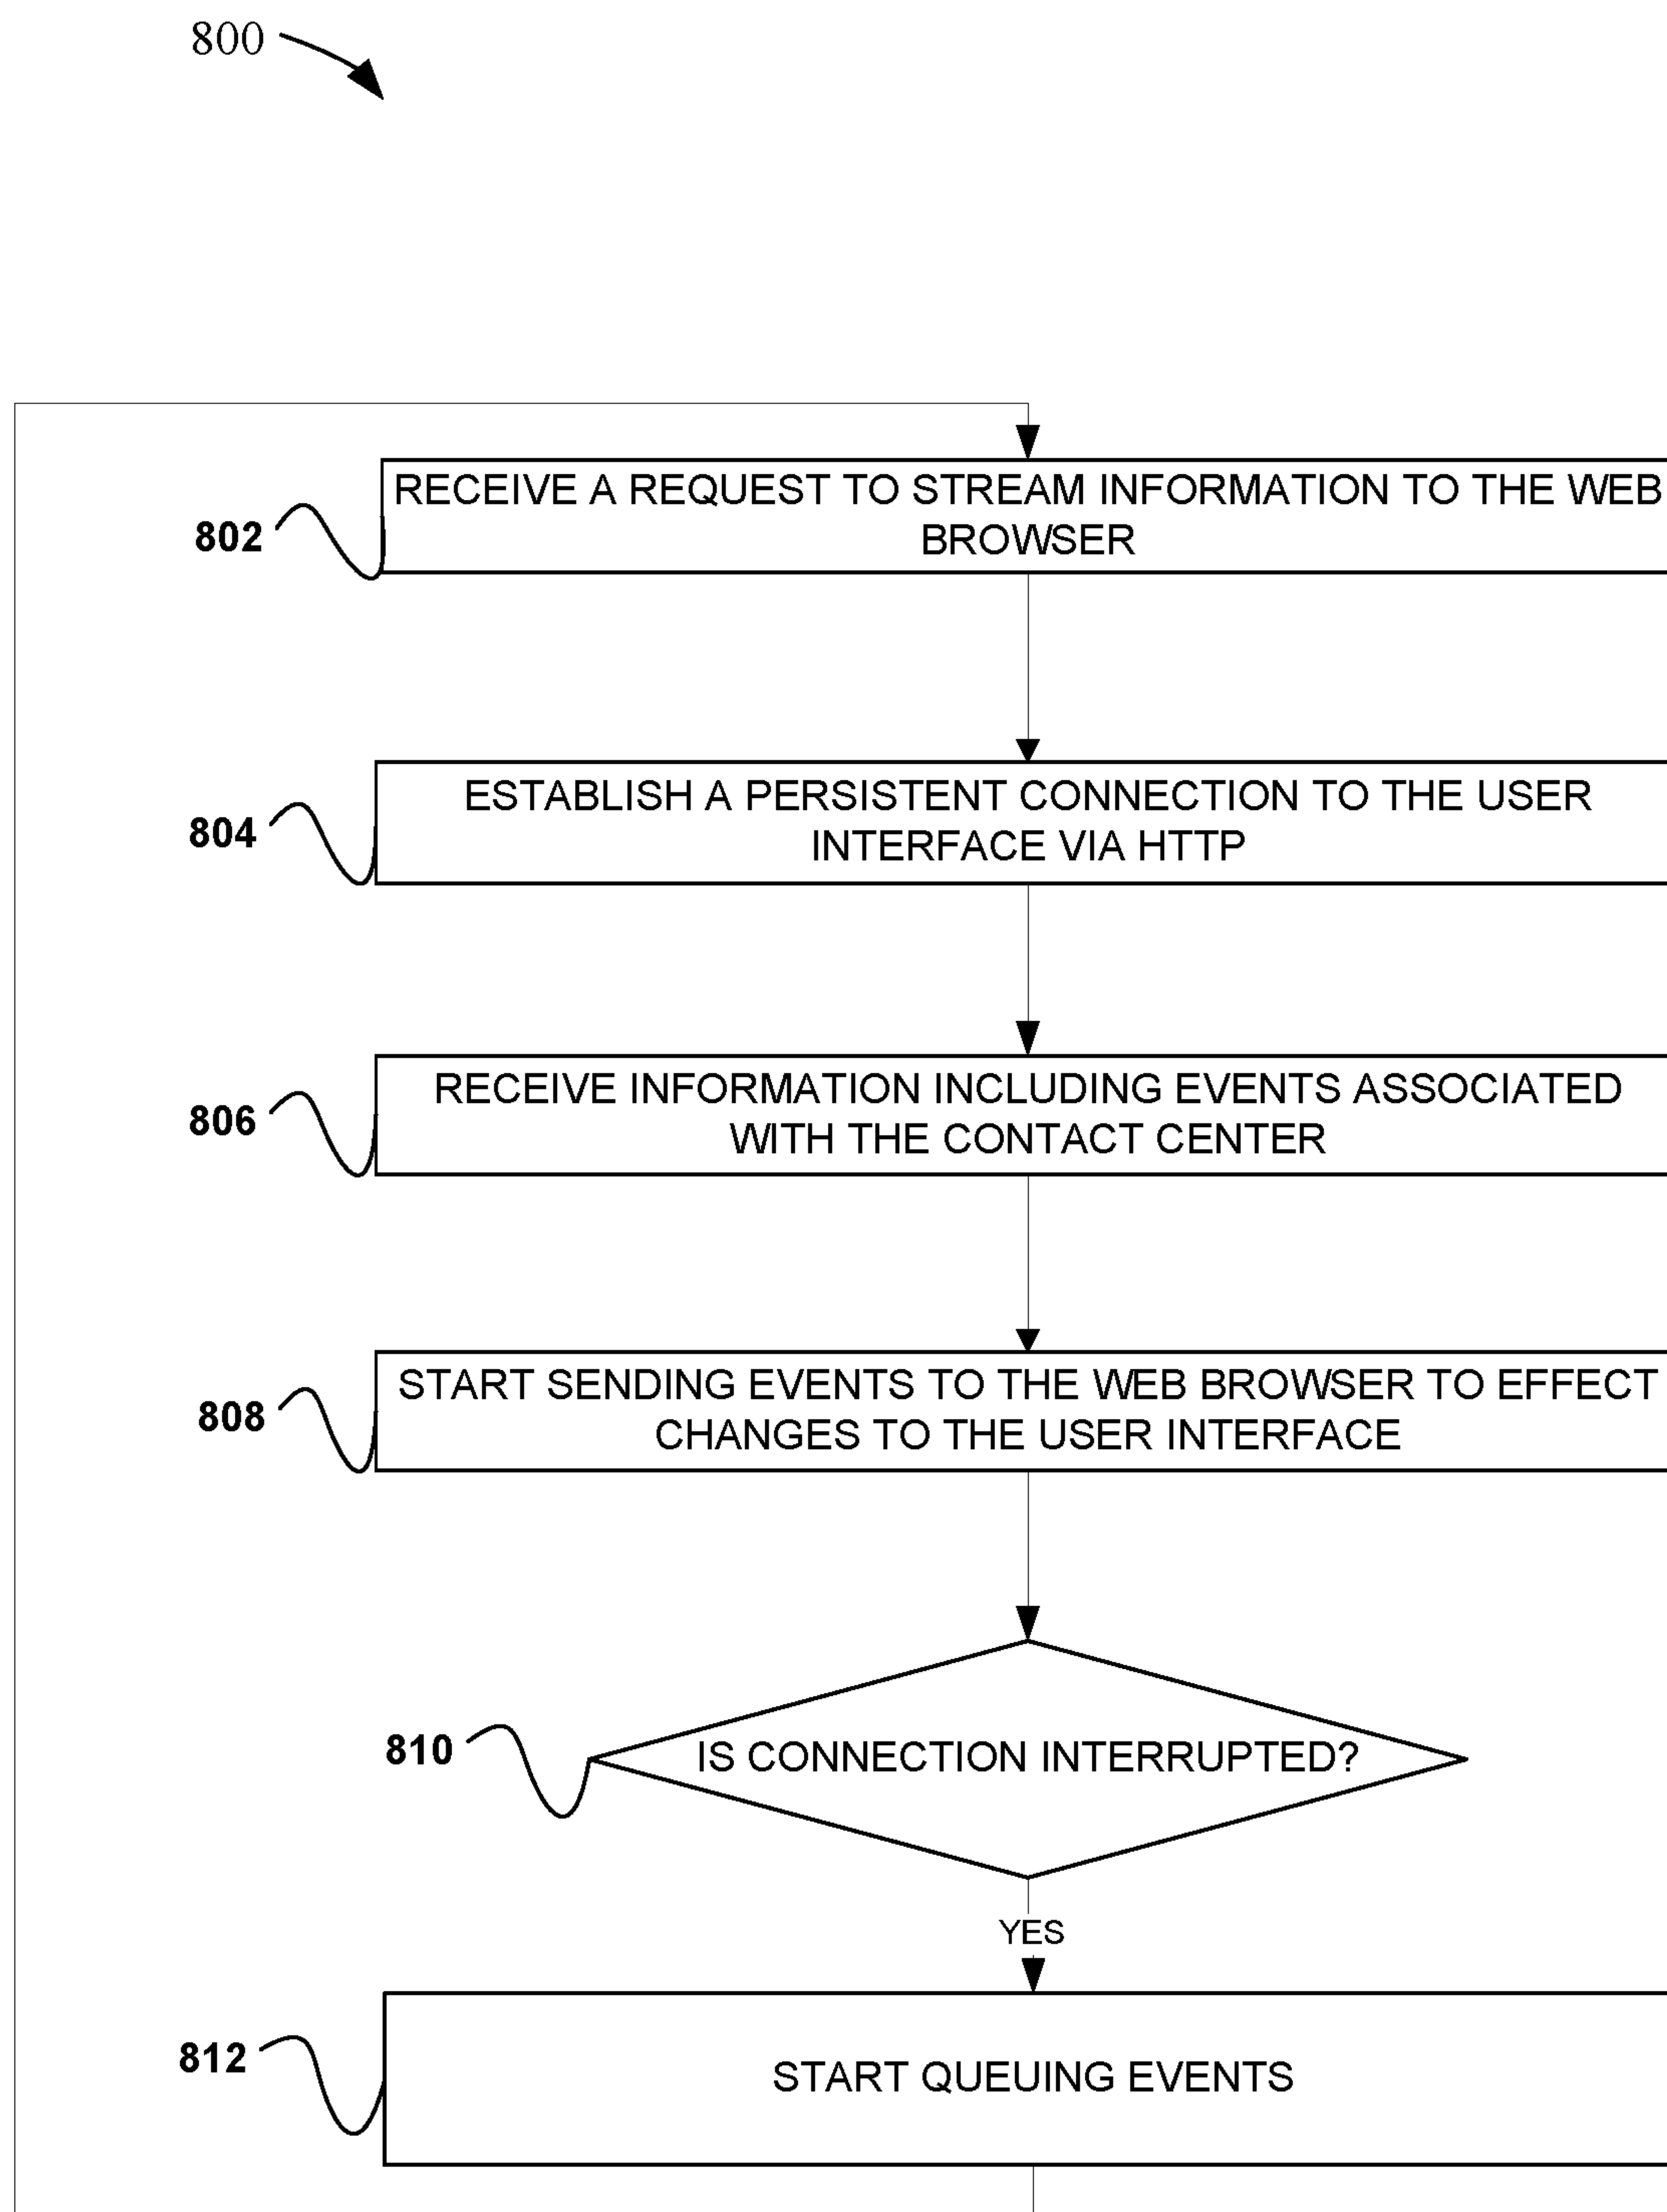 800
RECEIVE A REQUEST TO STREAM INFORMATION TO THE WEB
BROWSER
802
ESTABLISH A PERSISTENT CONNECTION TO THE USER
INTERFACE VIA HTTP
804
RECEIVE INFORMATION INCLUDING EVENTS ASSOCIATED
WITH THE CONTACT CENTER
806
START SENDING EVENTS TO THE WEB BROWSER TO EFFECT
CHANGES TO THE USER INTERFACE
808
810
IS CONNECTION INTERRUPTED?
YES
812
START QUEUING EVENTS